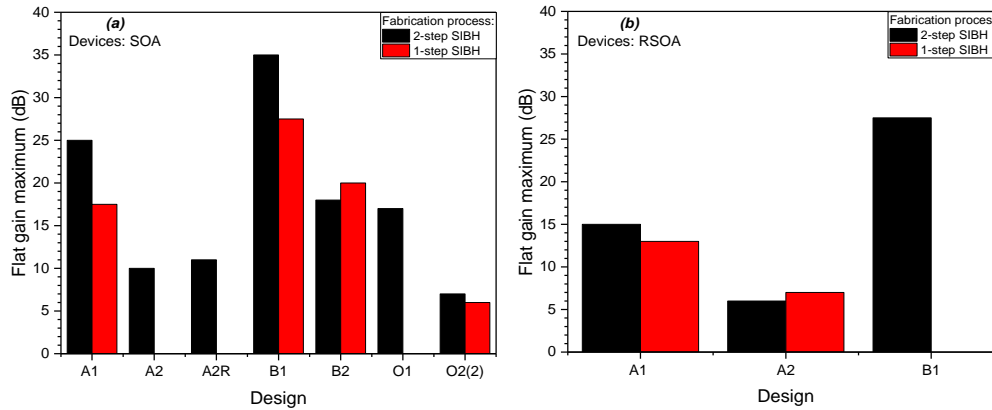 (a)
Devices: SOA
Fabrication process:
2-step SIBH
1-step SIBH
Flat gain maximum (dB)
40
35
30
25
20
15
10
5
0
A1 A2 A2R B1 B2 O1 O2(2)
Design
(b)
Devices: RSOA
Fabrication process
2-step SIBH
1-step SIBH
Flat gain maximum (dB)
40
35
30
25
20
15
10
5
0
A1 A2 B1
Design